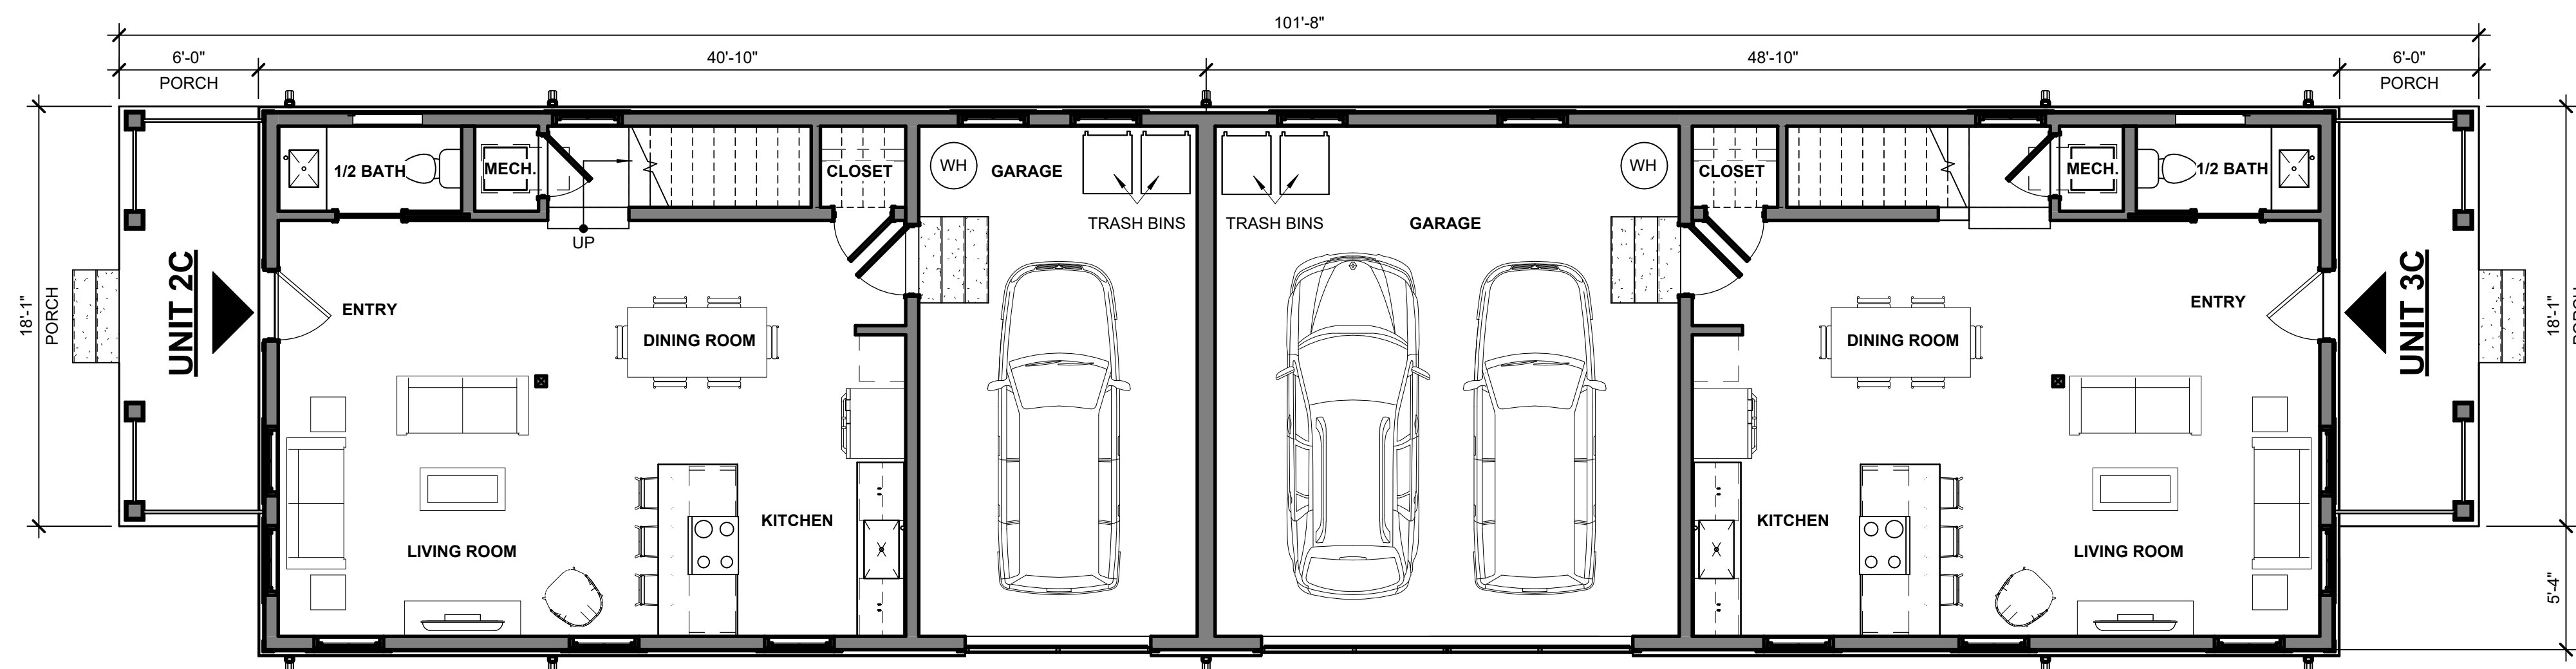 101'-8"
6'-0"
40'-10"
48'-10"
6'-0"
PORCH
PORCH
1/2 BATH
MECH.
CLOSET
WH
GARAGE
TRASH BINS
TRASH BINS
GARAGE
WH
CLOSET
MECH.
1/2 BATH
UP
18'-1"
PORCH
UNIT 2C
ENTRY
DINING ROOM
DINING ROOM
ENTRY
UNIT 3C
18'-1"
KITCHEN
LIVING ROOM
KITCHEN
LIVING ROOM
5'-4"